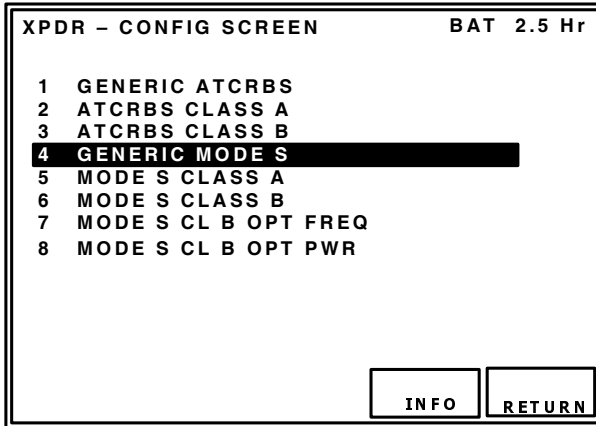 XPDR – CONFIG SCREEN BAT 2.5 Hr
1 GENERIC ATCRBS
2 ATCRBS CLASS A
3 ATCRBS CLASS B
4 GENERIC MODE S
5 MODE S CLASS A
6 MODE S CLASS B
7 MODE S CL B OPT FREQ
8 MODE S CL B OPT PWR
INFO RETURN